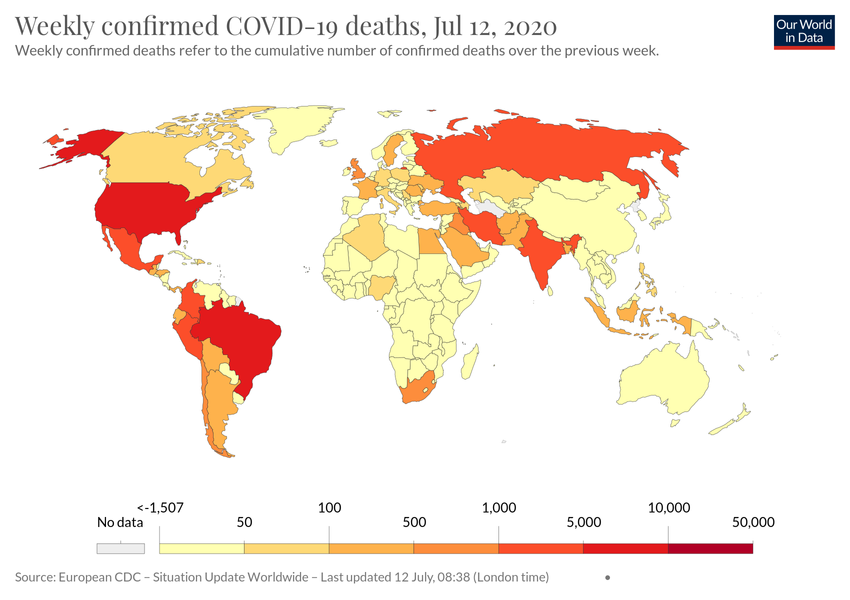 Weekly confirmed COVID-19 deaths, Jul 12, 2020
Weekly confirmed deaths refer to the cumulative number of confirmed deaths over the previous week.
Our World
in Data
<-1,507 100 1,000 10,000
No data 50 500 5,000 50,000
Source: European CDC – Situation Update Worldwide – Last updated 12 July, 08:38 (London time) •